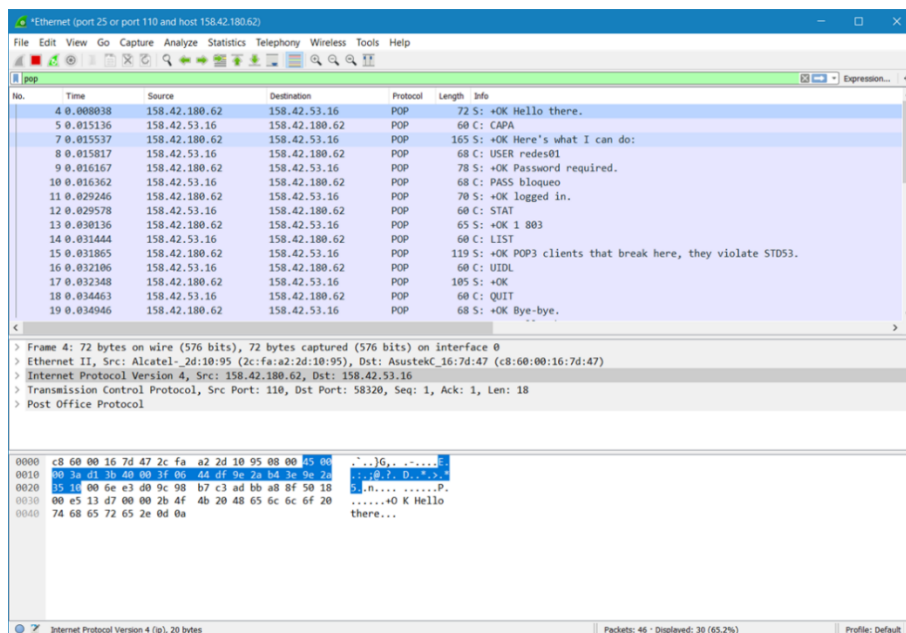 *Ethernet (port 25 or port 110 and host 158.42.180.62)
File Edit View Go Capture Analyze Statistics Telephony Wireless Tools Help
pop Expression...
No. Time Source Destination Protocol Length Info
4 0.008038 158.42.180.62 158.42.53.16 POP 72 S: +OK Hello there.
5 0.015136 158.42.53.16 158.42.180.62 POP 60 C: CAPA
7 0.015537 158.42.180.62 158.42.53.16 POP 165 S: +OK Here's what I can do:
8 0.015817 158.42.53.16 158.42.180.62 POP 68 C: USER redes01
9 0.016167 158.42.180.62 158.42.53.16 POP 78 S: +OK Password required.
10 0.016362 158.42.53.16 158.42.180.62 POP 68 C: PASS bloqueo
11 0.029246 158.42.180.62 158.42.53.16 POP 70 S: +OK logged in.
12 0.029578 158.42.53.16 158.42.180.62 POP 60 C: STAT
13 0.030136 158.42.180.62 158.42.53.16 POP 65 S: +OK 1 803
14 0.031444 158.42.53.16 158.42.180.62 POP 60 C: LIST
15 0.031865 158.42.180.62 158.42.53.16 POP 119 S: +OK POP3 clients that break here, they violate STD53.
16 0.032106 158.42.53.16 158.42.180.62 POP 60 C: UIDL
17 0.032348 158.42.180.62 158.42.53.16 POP 105 S: +OK
18 0.034463 158.42.53.16 158.42.180.62 POP 60 C: QUIT
19 0.034946 158.42.180.62 158.42.53.16 POP 68 S: +OK Bye-bye.
> Frame 4: 72 bytes on wire (576 bits), 72 bytes captured (576 bits) on interface 0
> Ethernet II, Src: Alcatel-_2d:10:95 (2c:fa:a2:2d:10:95), Dst: AsustekC_16:7d:47 (c8:60:00:16:7d:47)
> Internet Protocol Version 4, Src: 158.42.180.62, Dst: 158.42.53.16
> Transmission Control Protocol, Src Port: 110, Dst Port: 58320, Seq: 1, Ack: 1, Len: 18
> Post Office Protocol
0000 c8 60 00 16 7d 47 2c fa a2 2d 10 95 08 00 45 00 .`..}G,. .-....E.
0010 00 3a d1 3b 40 00 3f 06 44 df 9e 2a b4 3e 9e 2a .:.;@.?. D..*.>.*
0020 35 10 00 6e e3 d0 9c 98 b7 c3 ad bb a8 8f 50 18 5..n.... ......P.
0030 00 e5 13 d7 00 00 2b 4f 4b 20 48 65 6c 6c 6f 20 ......+O K Hello
0040 74 68 65 72 65 2e 0d 0a there...
Internet Protocol Version 4 (ip), 20 bytes Packets: 46 · Displayed: 30 (65.2%) Profile: Default